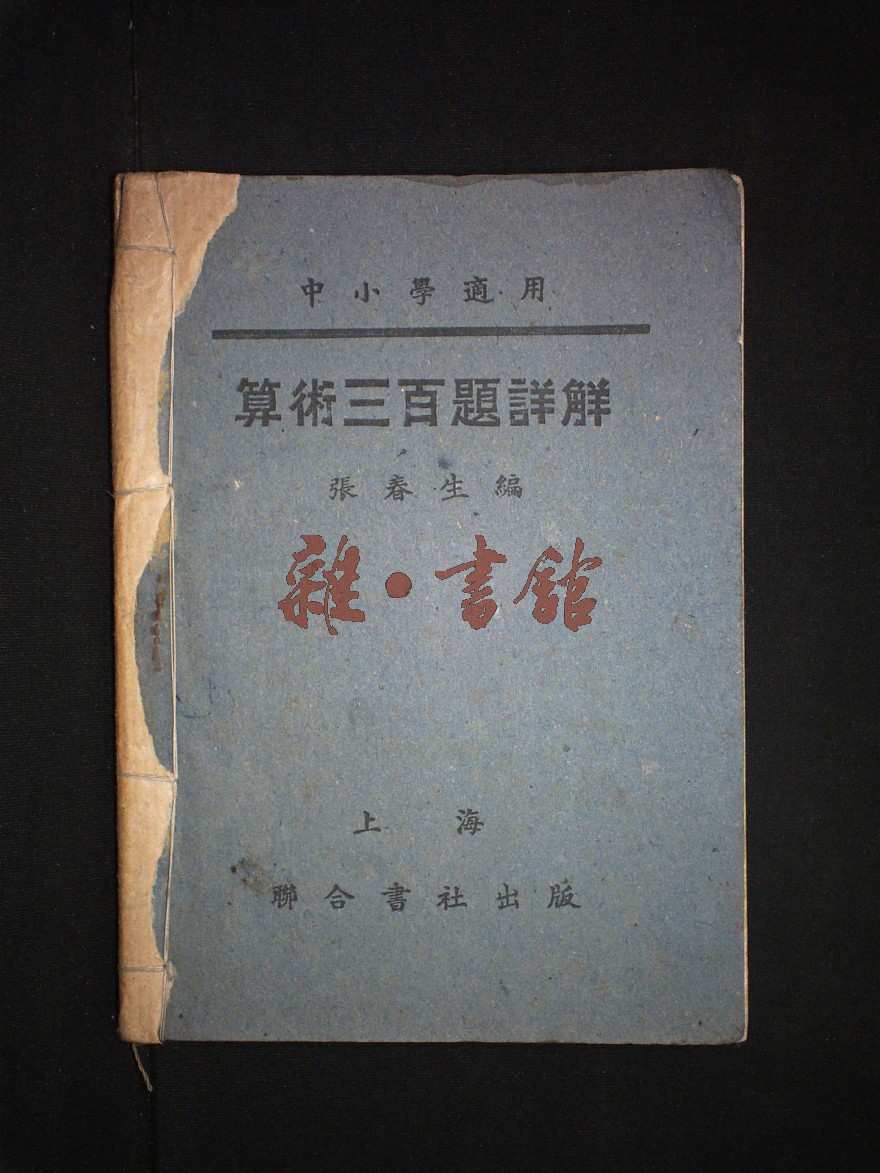 中小學適用
算術三百題詳解
張春生編
雜·書館
上海
聯合書社出版